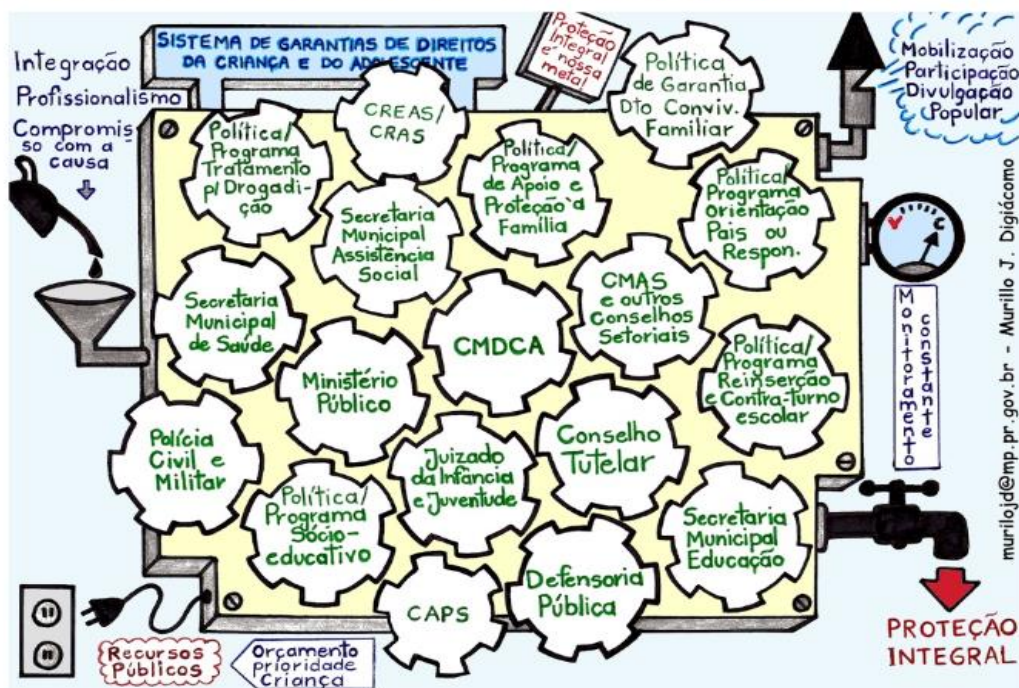 SISTEMA DE GARANTIAS DE DIREITOS
DA CRIANÇA E DO ADOLESCENTE
Integração
Profissionalismo
Compromis
so com a
causa
Proteção
Integral
é nossa
meta!
Mobilização
Participação
Divulgação
Popular
CREAS/
CRAS
Política
de Garantia
Dto Conviv.
Familiar
Política/
Programa
Tratamento
p/ Drogadi-
ção
Política/
Programa
de Apoio e
Proteção à
Família
Política/
Programa
Orientação
Pais ou
Respon.
Secretaria
Municipal
Assistência
Social
CMAS
e outros
Conselhos
Setoriais
Secretaria
Municipal
de Saúde
CMDCA
Ministério
Público
Política/
Programa
Reinserção
e Contra-turno
escolar
Polícia
Civil e
Militar
Juizado
da Infância
e Juventude
Conselho
Tutelar
Política/
Programa
Sócio-
educativo
Secretaria
Municipal
Educação
CAPS
Defensoria
Pública
Monitoramento
constante
Recursos
Públicos
Orçamento
prioridade
Criança
PROTEÇÃO
INTEGRAL
murilojd@mp.pr.gov.br - Murillo J. Digiácomo